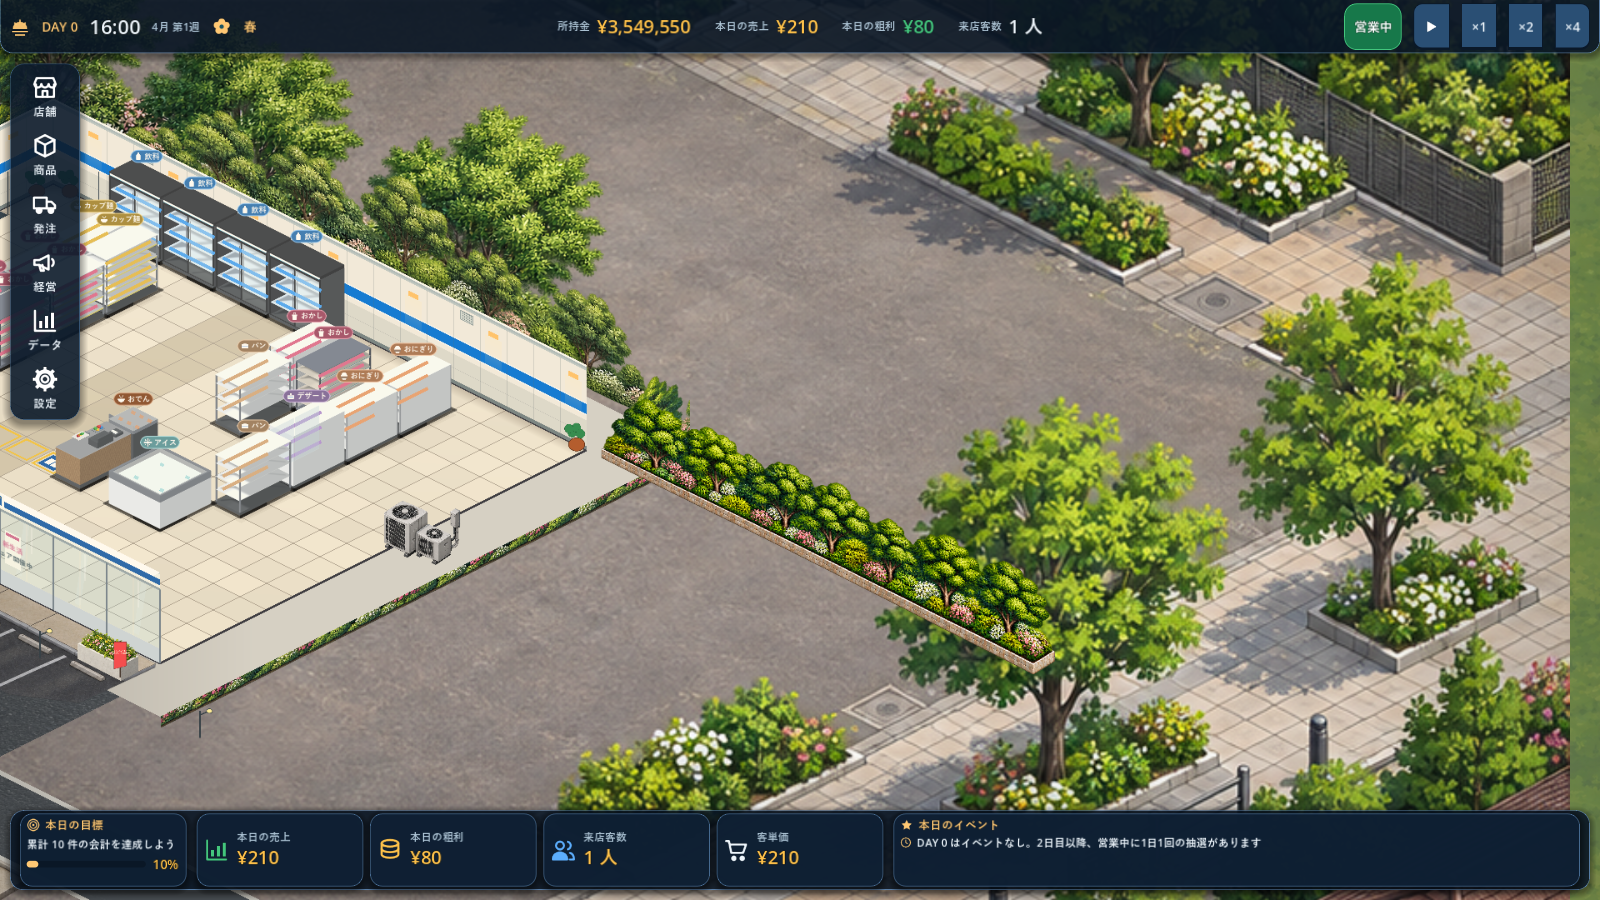 DAY 0 16:00 4月 第1週 春
所持金 ¥3,549,550 本日の売上 ¥210 本日の粗利 ¥80 来店客数 1 人
営業中 ×1 ×2 ×4
店舗
商品
発注
経営
データ
設定
飲料
飲料
飲料
飲料
カップ麺
カップ麺
おかし
おかし
パン
おにぎり
おにぎり
デザート
おでん
パン
アイス
本日の目標
累計 10 件の会計を達成しよう
10%
本日の売上
¥210
本日の粗利
¥80
来店客数
1 人
客単価
¥210
本日のイベント
DAY 0 はイベントなし。2日目以降、営業中に1日1回の抽選があります